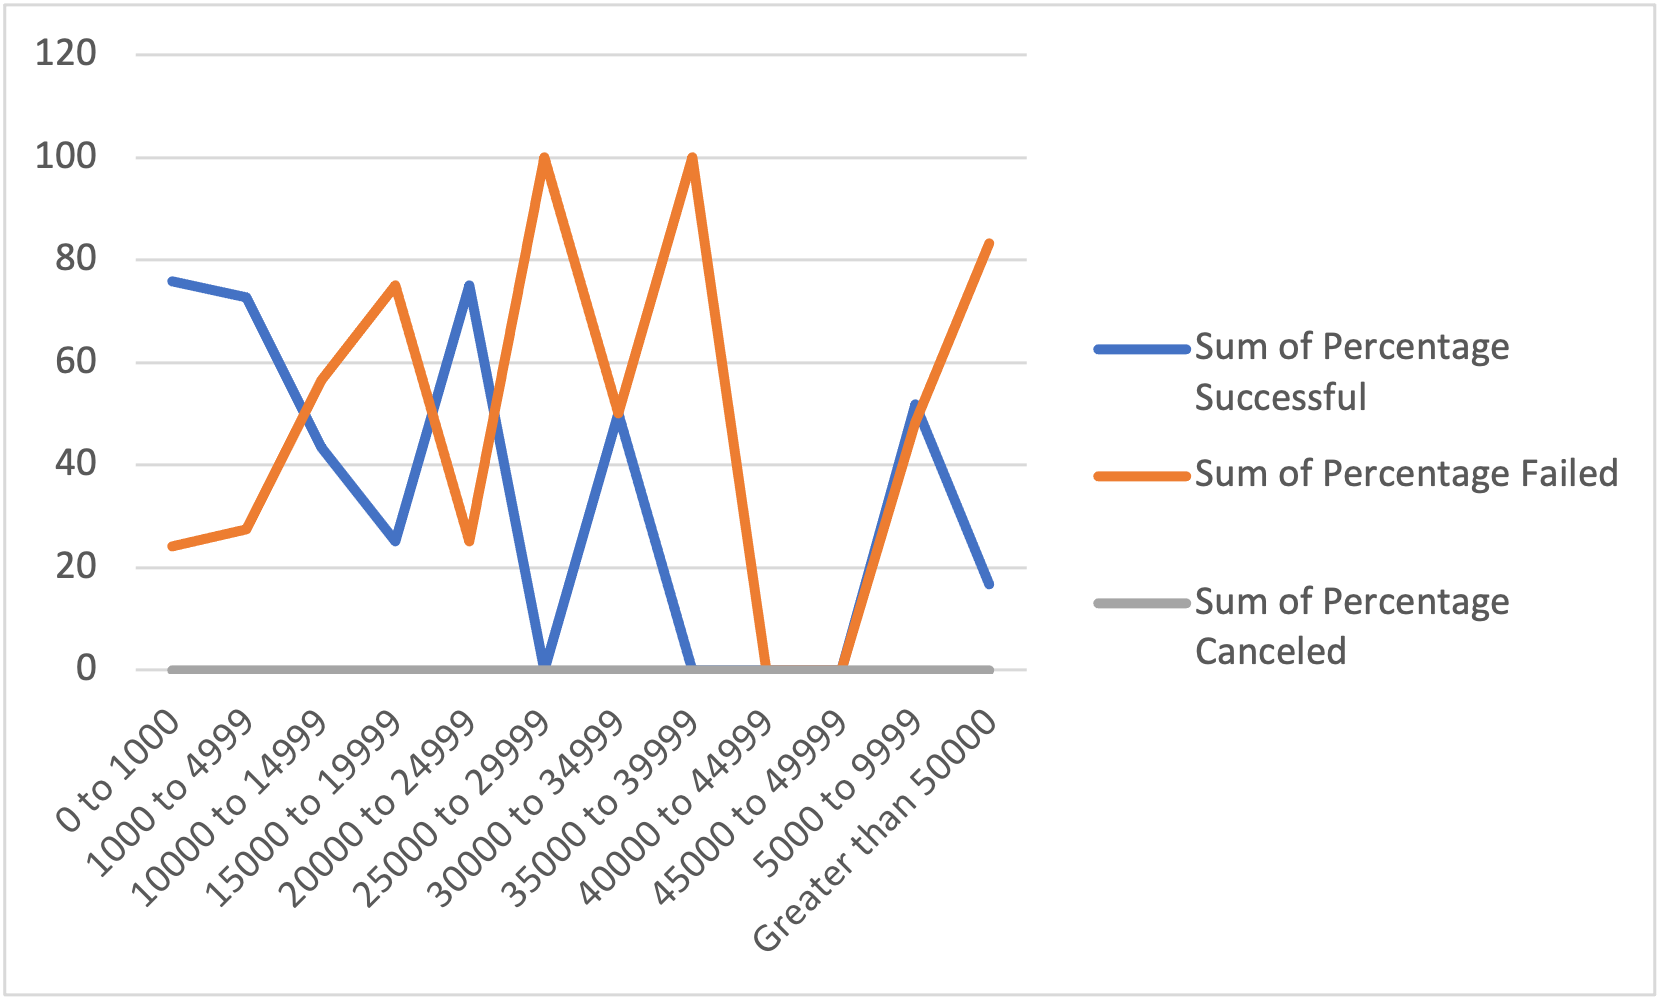 120
100
80
60
40
20
0
0 to 1000
1000 to 4999
10000 to 14999
15000 to 19999
20000 to 24999
25000 to 29999
30000 to 34999
35000 to 39999
40000 to 44999
45000 to 49999
5000 to 9999
Greater than 50000
Sum of Percentage
Successful
Sum of Percentage Failed
Sum of Percentage
Canceled